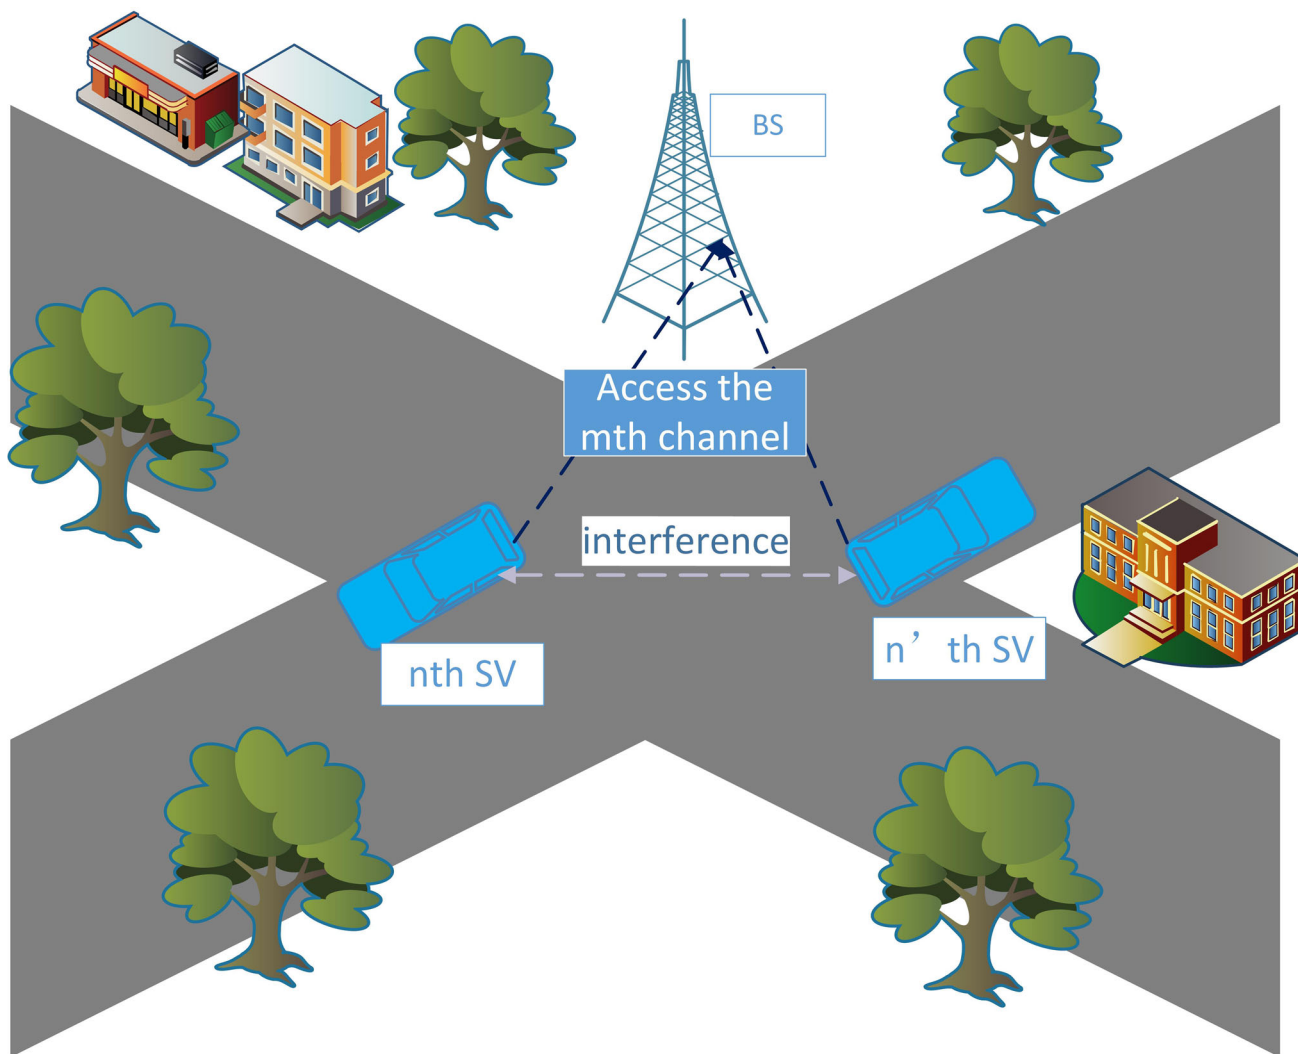 BS
Access the
mth channel
interference
nth SV
n’ th SV